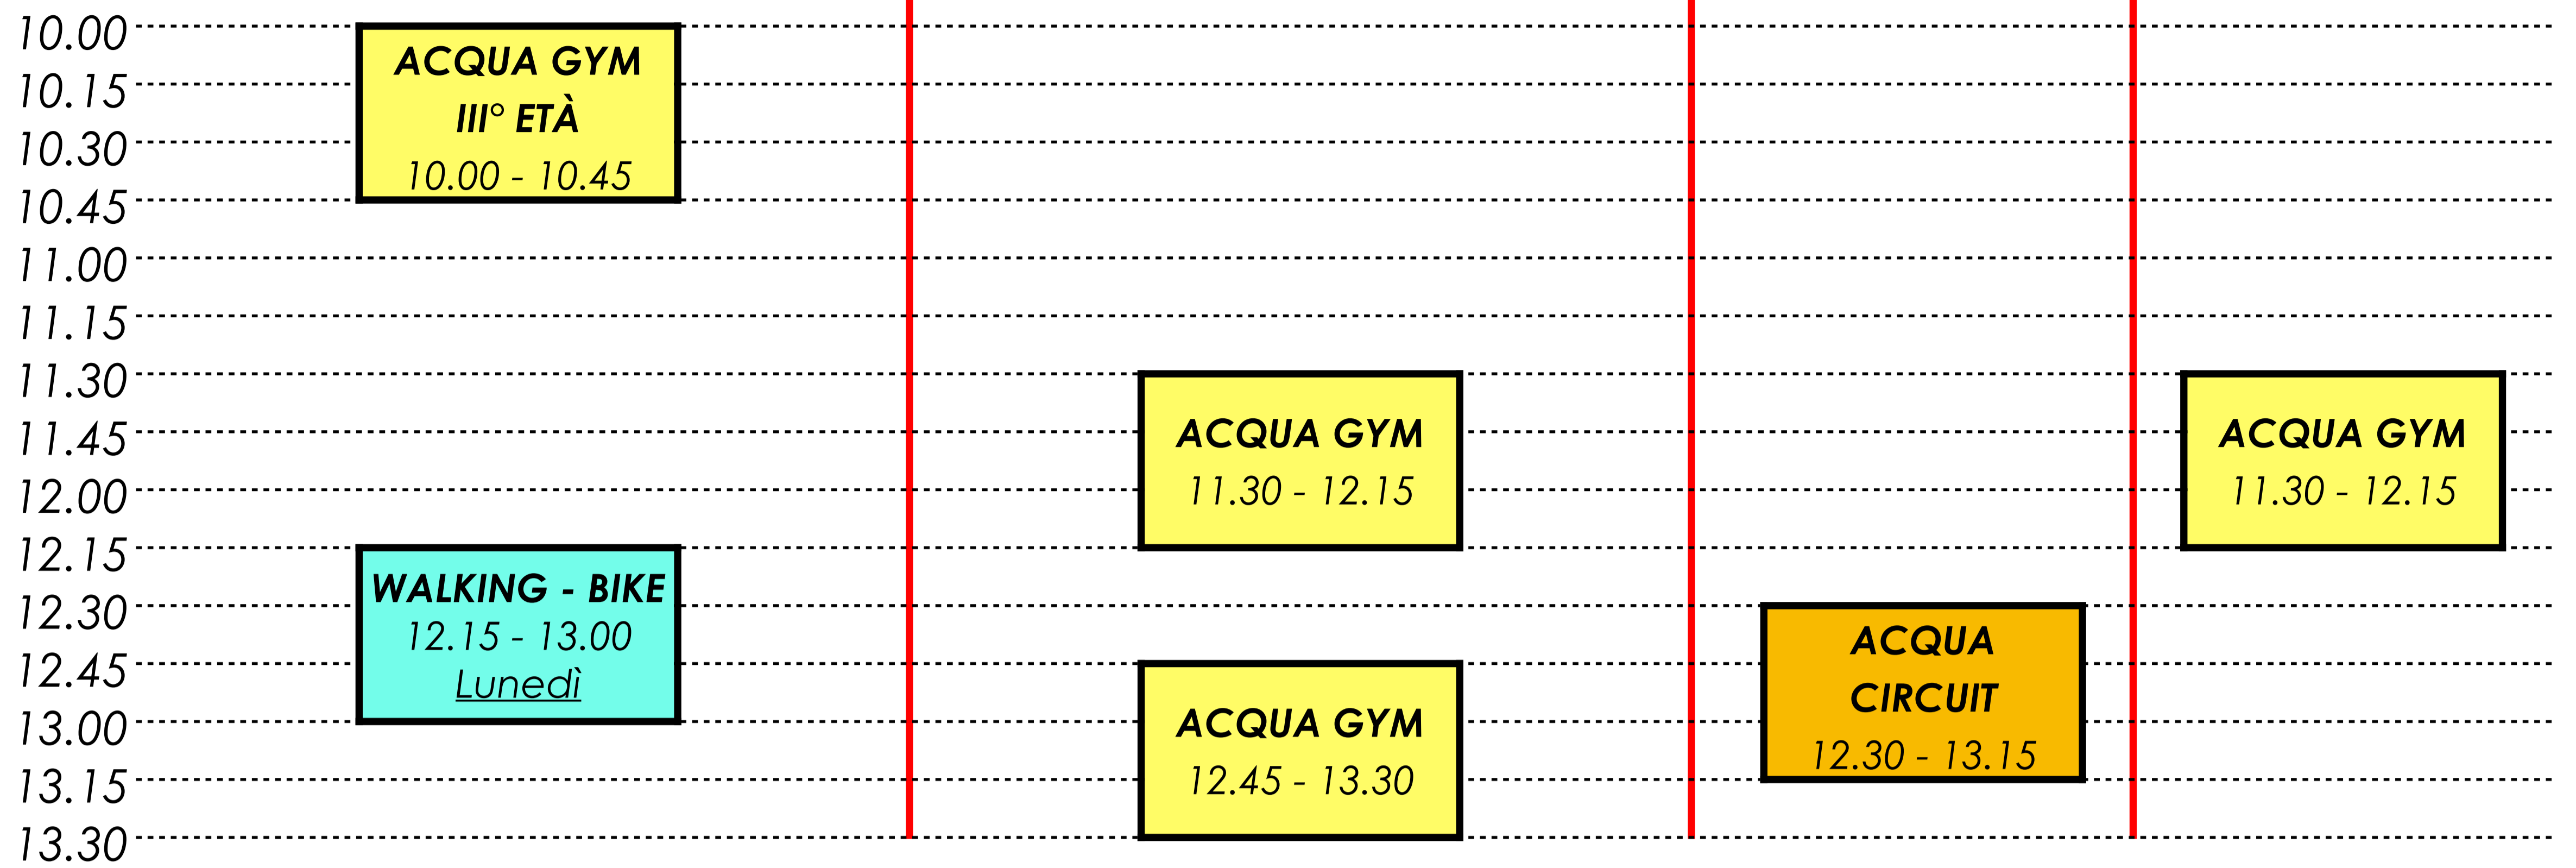 10.00
10.15
10.30
10.45
11.00
11.15
11.30
11.45
12.00
12.15
12.30
12.45
13.00
13.15
13.30
ACQUA GYM
III° ETÀ
10.00 - 10.45
WALKING - BIKE
12.15 - 13.00
Lunedì
ACQUA GYM
11.30 - 12.15
ACQUA GYM
12.45 - 13.30
ACQUA
CIRCUIT
12.30 - 13.15
ACQUA GYM
11.30 - 12.15